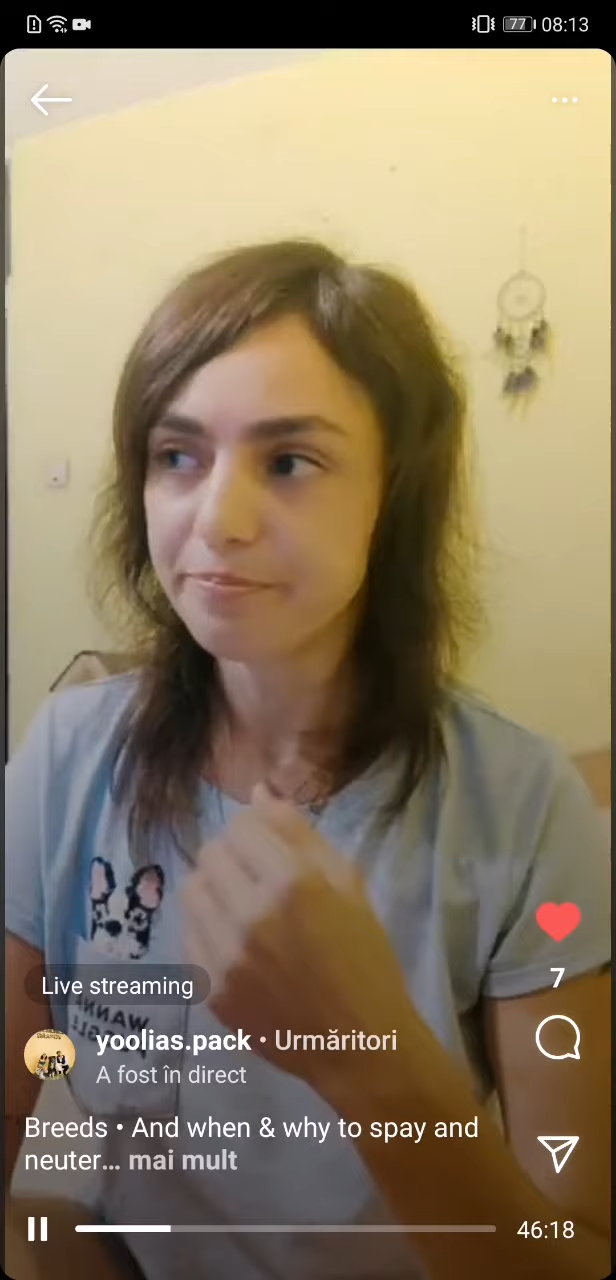 77 08:13
WANNA
Live streaming
yoolias.pack • Urmăritori
A fost în direct
7
Breeds • And when & why to spay and
neuter... mai mult
46:18